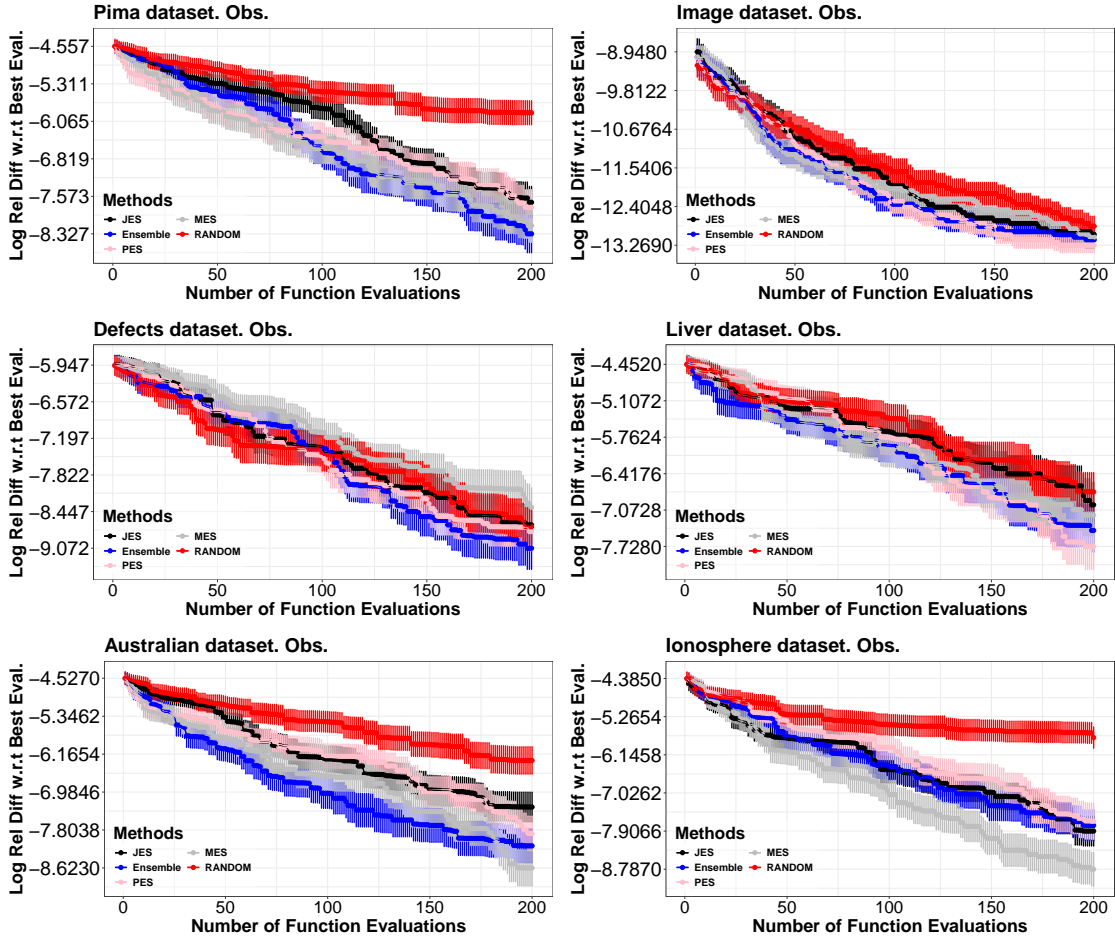 Pima dataset. Obs.
Log Rel Diff w.r.t Best Eval.
−4.557
−5.311
−6.065
−6.819
−7.573
−8.327
Methods
JES
MES
Ensemble
RANDOM
PES
0
50
100
150
200
Number of Function Evaluations
Image dataset. Obs.
Log Rel Diff w.r.t Best Eval.
−8.9480
−9.8122
−10.6764
−11.5406
−12.4048
−13.2690
Methods
JES
MES
Ensemble
RANDOM
PES
0
50
100
150
200
Number of Function Evaluations
Defects dataset. Obs.
Log Rel Diff w.r.t Best Eval.
−5.947
−6.572
−7.197
−7.822
−8.447
−9.072
Methods
JES
MES
Ensemble
RANDOM
PES
0
50
100
150
200
Number of Function Evaluations
Liver dataset. Obs.
Log Rel Diff w.r.t Best Eval.
−4.4520
−5.1072
−5.7624
−6.4176
−7.0728
−7.7280
Methods
JES
MES
Ensemble
RANDOM
PES
0
50
100
150
200
Number of Function Evaluations
Australian dataset. Obs.
Log Rel Diff w.r.t Best Eval.
−4.5270
−5.3462
−6.1654
−6.9846
−7.8038
−8.6230
Methods
JES
MES
Ensemble
RANDOM
PES
0
50
100
150
200
Number of Function Evaluations
Ionosphere dataset. Obs.
Log Rel Diff w.r.t Best Eval.
−4.3850
−5.2654
−6.1458
−7.0262
−7.9066
−8.7870
Methods
JES
MES
Ensemble
RANDOM
PES
0
50
100
150
200
Number of Function Evaluations